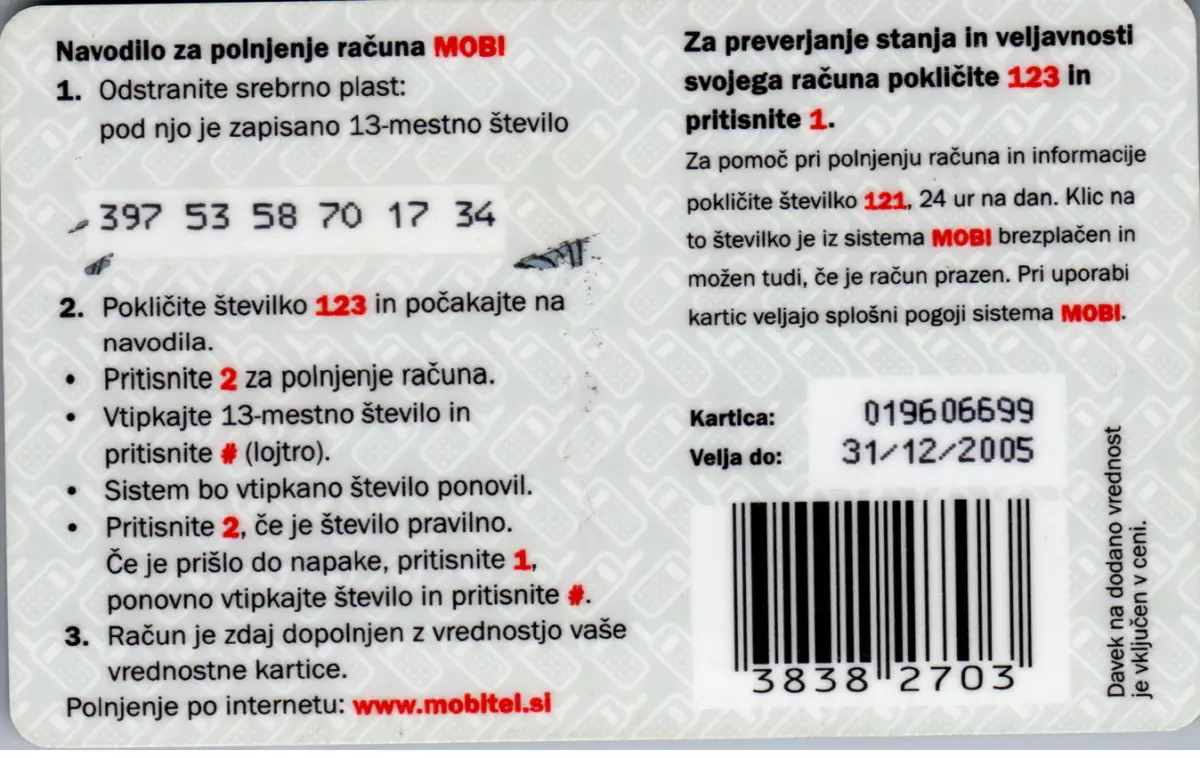 Navodilo za polnjenje računa MOBI
1. Odstranite srebrno plast:
pod njo je zapisano 13-mestno število
397 53 58 70 17 34
2. Pokličite številko 123 in počakajte na
navodila.
• Pritisnite 2 za polnjenje računa.
• Vtipkajte 13-mestno število in
pritisnite # (lojtro).
• Sistem bo vtipkano število ponovil.
• Pritisnite 2, če je število pravilno.
Če je prišlo do napake, pritisnite 1,
ponovno vtipkajte število in pritisnite #.
3. Račun je zdaj dopolnjen z vrednostjo vaše
vrednostne kartice.
Polnjenje po internetu: www.mobitel.si
Za preverjanje stanja in veljavnosti
svojega računa pokličite 123 in
pritisnite 1.
Za pomoč pri polnjenju računa in informacije
pokličite številko 121, 24 ur na dan. Klic na
to številko je iz sistema MOBI brezplačen in
možen tudi, če je račun prazen. Pri uporabi
kartic veljajo splošni pogoji sistema MOBI.
Kartica: 019606699
Velja do: 31/12/2005
3838 2703
Davek na dodano vrednost
je vključen v ceni.